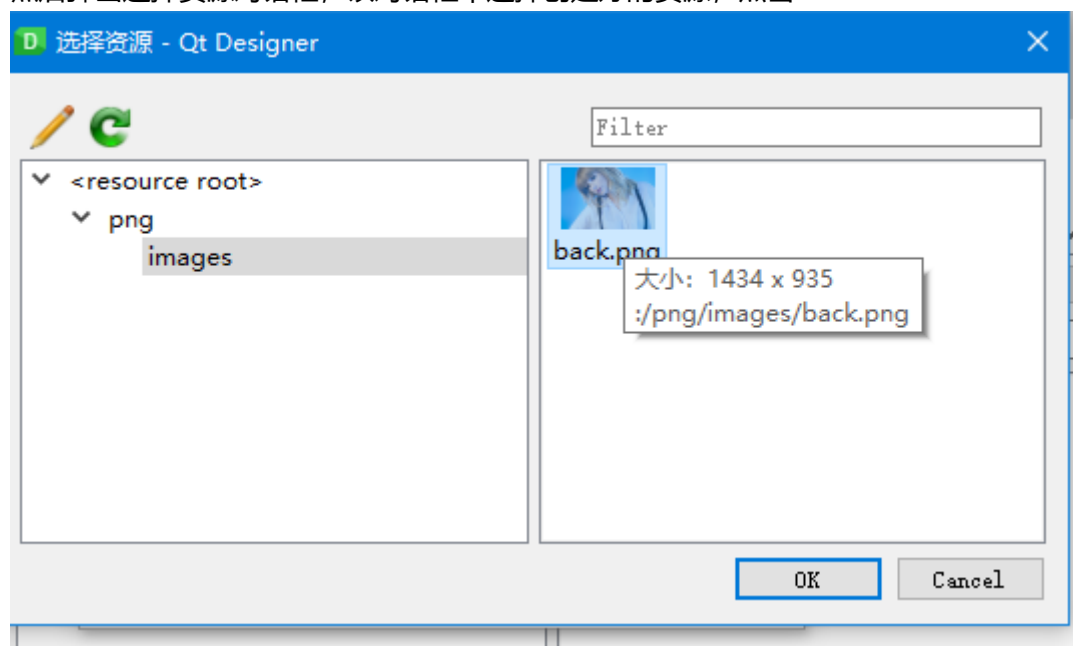 选择资源 - Qt Designer
Filter
<resource root>
png
images
back.png
大小: 1434 x 935
:/png/images/back.png
OK
Cancel